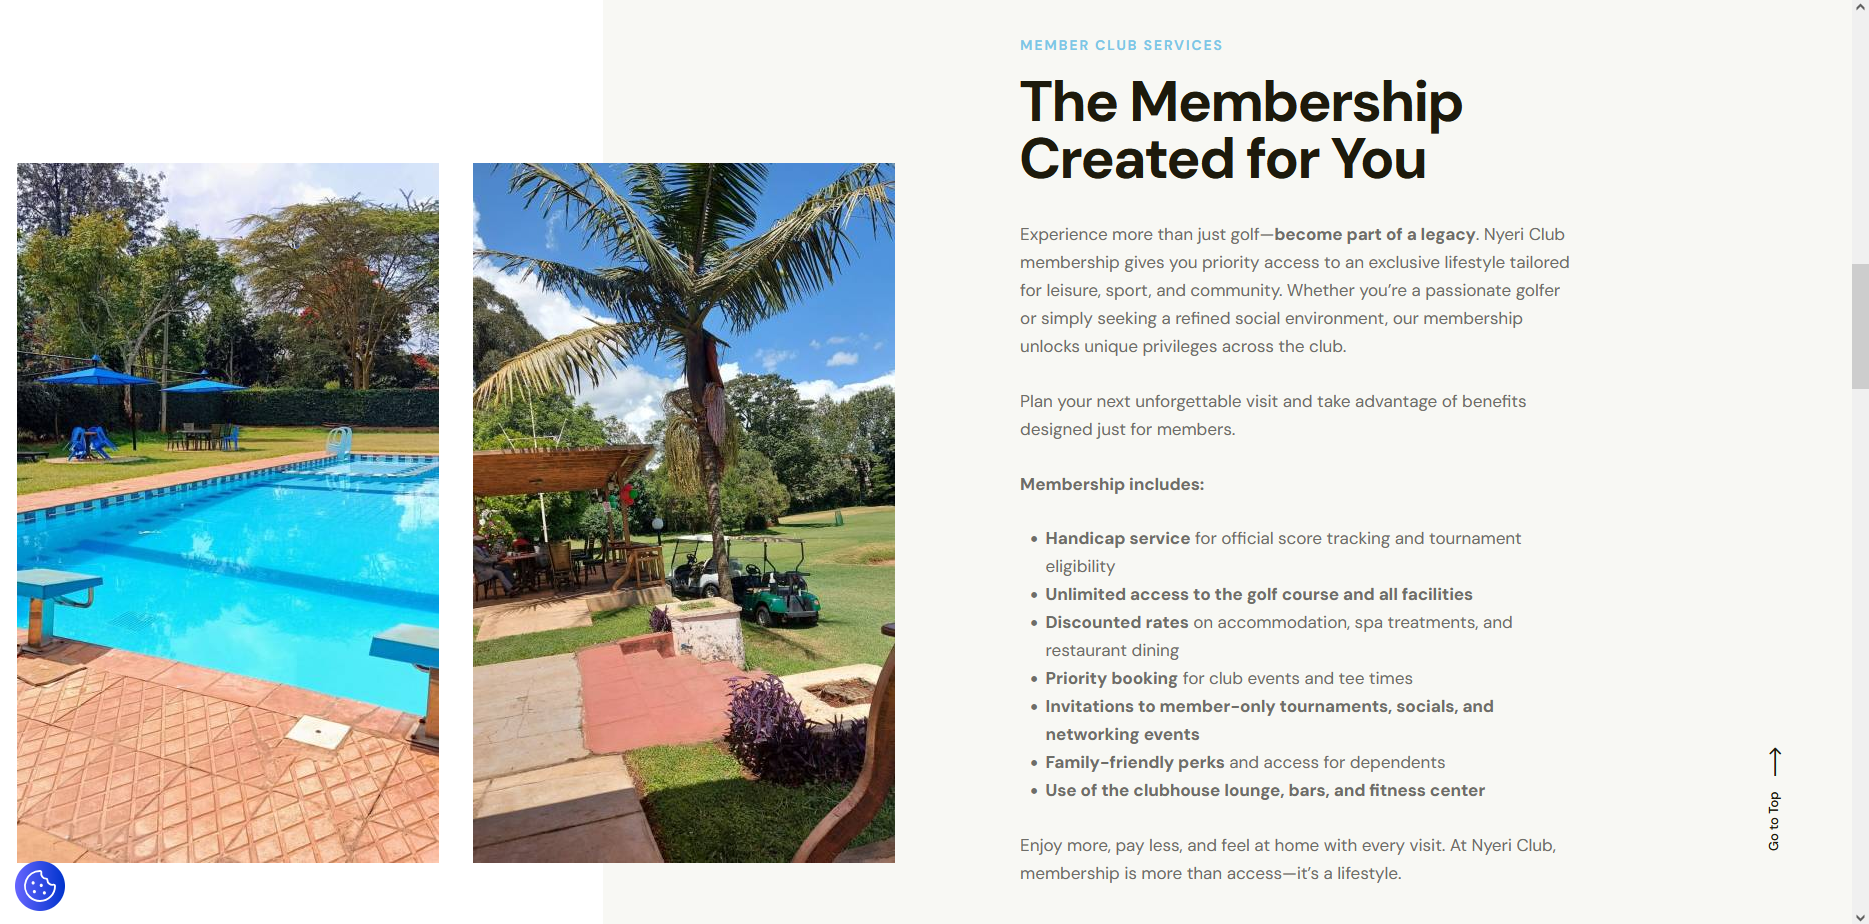 MEMBER CLUB SERVICES
The Membership
Created for You
Experience more than just golf—become part of a legacy. Nyeri Club
membership gives you priority access to an exclusive lifestyle tailored
for leisure, sport, and community. Whether you’re a passionate golfer
or simply seeking a refined social environment, our membership
unlocks unique privileges across the club.
Plan your next unforgettable visit and take advantage of benefits
designed just for members.
Membership includes:
• Handicap service for official score tracking and tournament
eligibility
• Unlimited access to the golf course and all facilities
• Discounted rates on accommodation, spa treatments, and
restaurant dining
• Priority booking for club events and tee times
• Invitations to member-only tournaments, socials, and
networking events
• Family-friendly perks and access for dependents
• Use of the clubhouse lounge, bars, and fitness center
Enjoy more, pay less, and feel at home with every visit. At Nyeri Club,
membership is more than access—it’s a lifestyle.
Go to Top